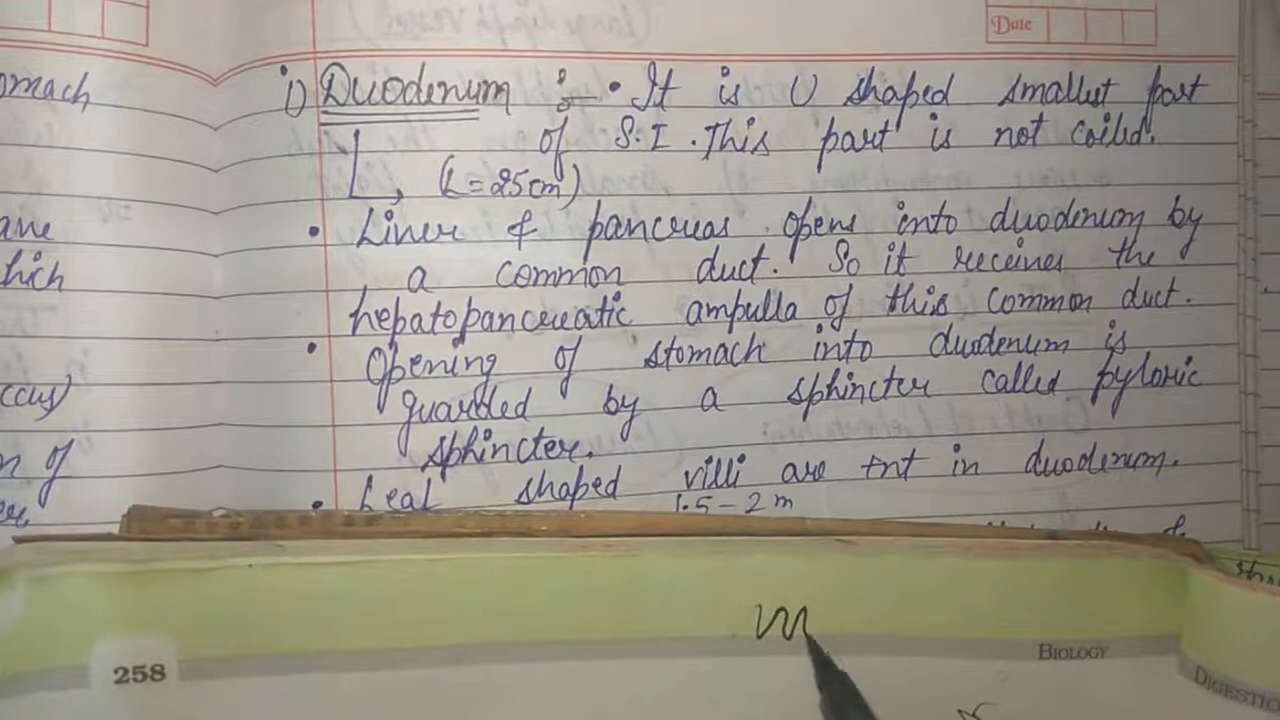 Date
omach
i) Duodenum :- • It is U shaped smallest part
of S.I. This part is not coiled.
(L=25cm)
ane
• Liver & pancreas opens into duodenum by
hich
a common duct. So it receives the
hepatopancreatic ampulla of this common duct.
• Opening of stomach into duodenum is
ccus)
guarded by a sphincter called pyloric
n of
sphincter.
• Leaf shaped villi are +nt in duodenum.
1.5-2 m
258
BIOLOGY
DIGESTIO